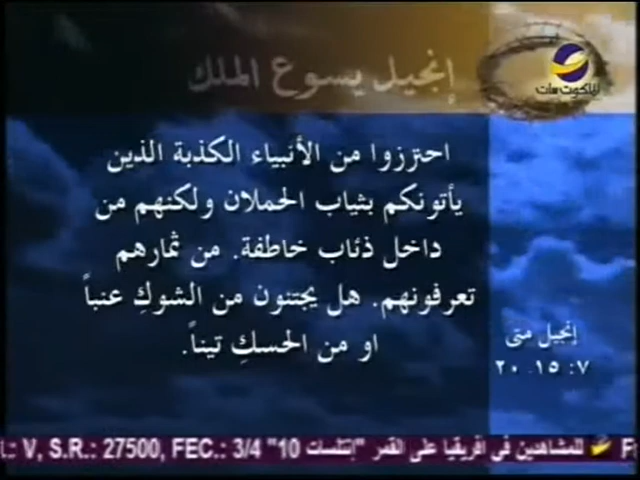 إنجيل يسوع الملك
الملكوت سات
احترزوا من الأنبياء الكذبة الذين
يأتونكم بثياب الحملان ولكنهم من
داخل ذئاب خاطفة. من ثمارهم
تعرفونهم. هل يجتنون من الشوكِ عنباً
او من الحسكِ تيناً.
إنجيل متى
٧: ١٥. ٢٠
للمشاهدين في افريقيا على القمر "إنتلسات 10" V, S.R.: 27500, FEC.: 3/4